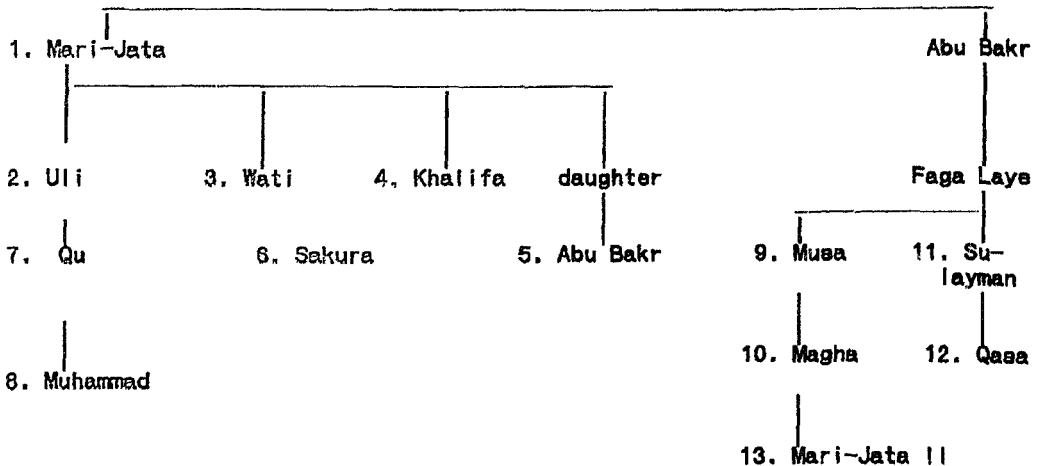 1. Mari-Jata Abu Bakr
2. Uli 3. Wati 4. Khalifa daughter Faga Laye
7. Qu 6. Sakura 5. Abu Bakr 9. Musa 11. Su-
layman
10. Magha 12. Qasa
8. Muhammad
13. Mari-Jata II